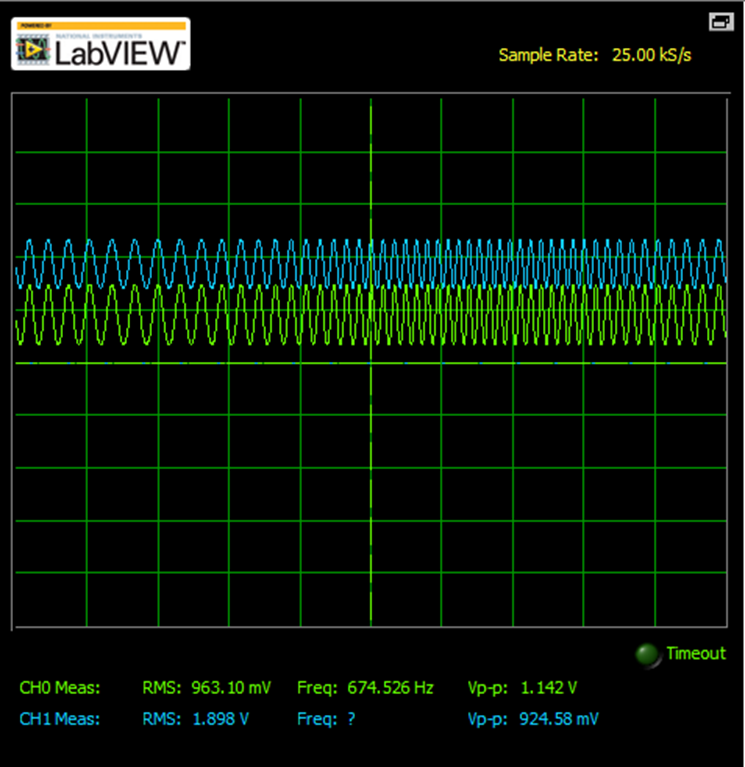 POWERED BY
NATIONAL INSTRUMENTS
LabVIEW™
Sample Rate: 25.00 kS/s
Timeout
CH0 Meas: RMS: 963.10 mV Freq: 674.526 Hz Vp-p: 1.142 V
CH1 Meas: RMS: 1.898 V Freq: ? Vp-p: 924.58 mV